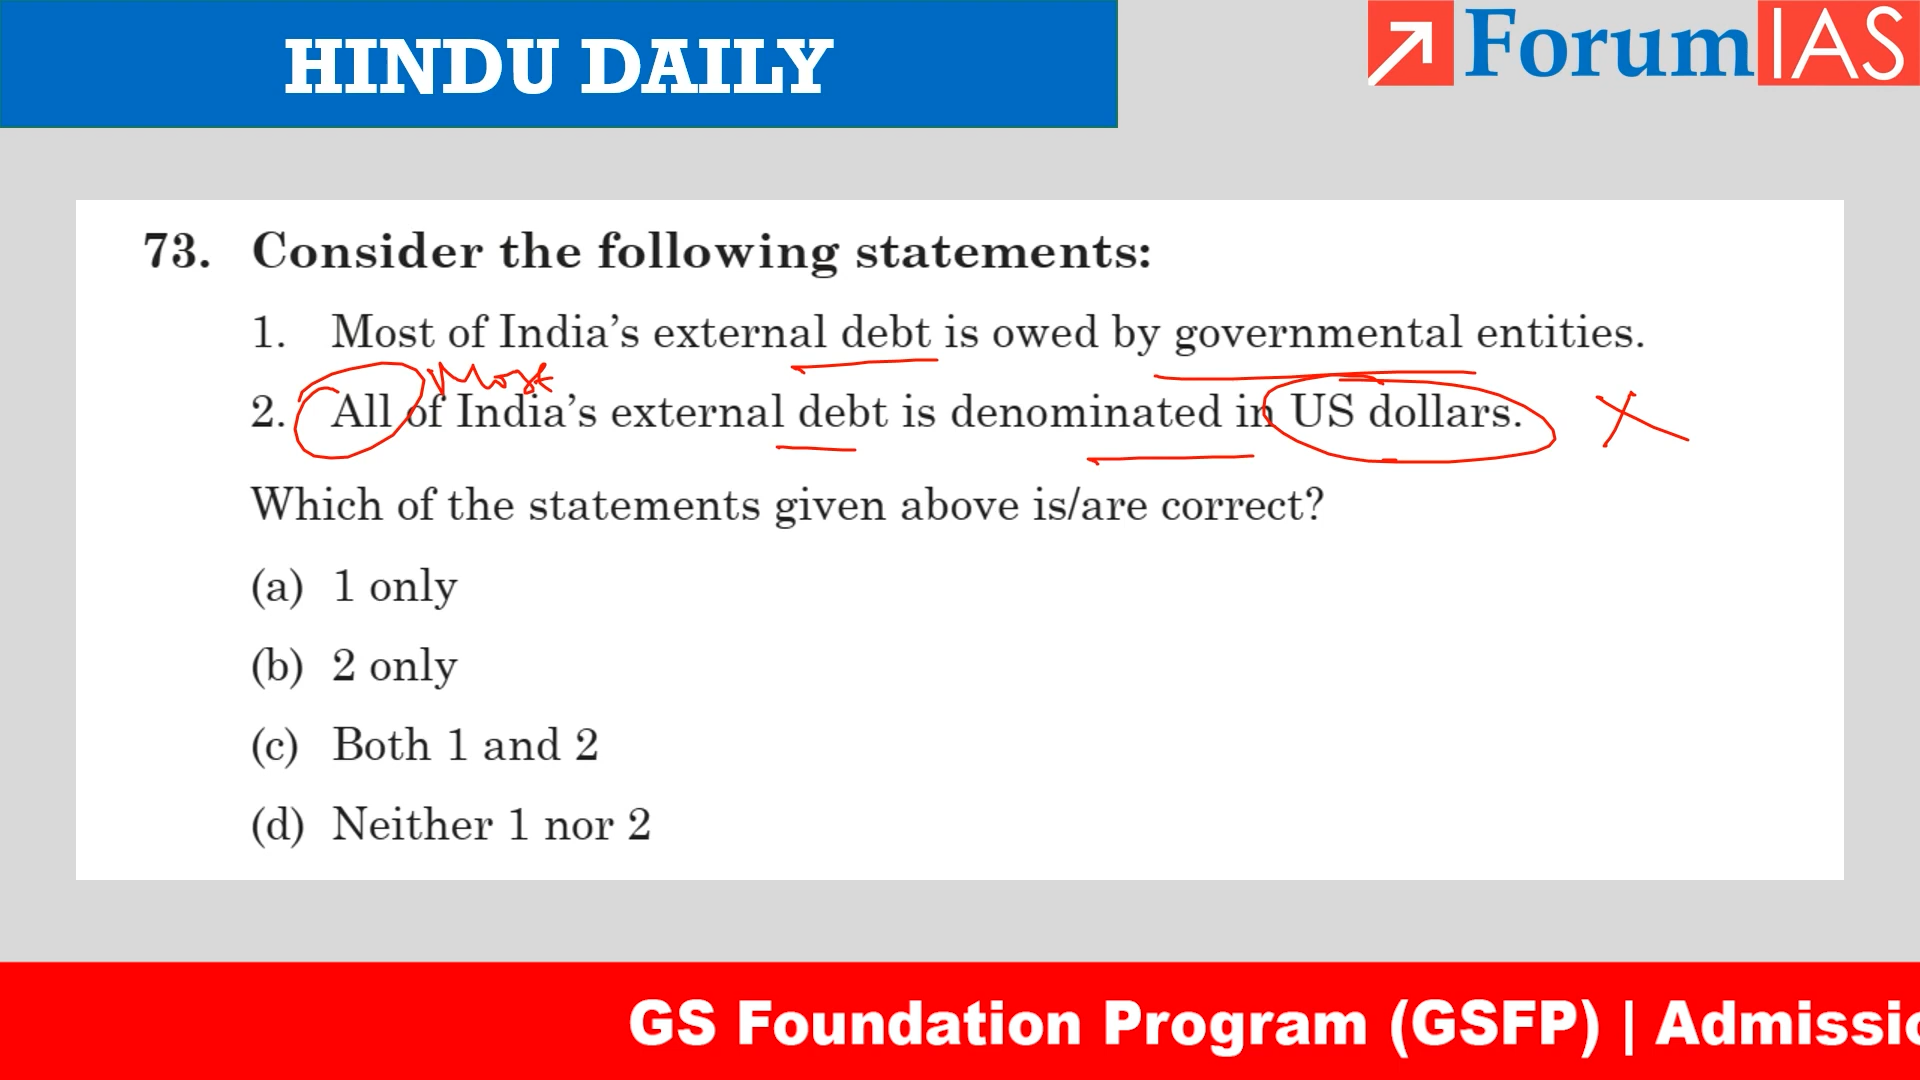 HINDU DAILY
Forum IAS
73. Consider the following statements:
1. Most of India's external debt is owed by governmental entities.
Most
2. All of India's external debt is denominated in US dollars.
Which of the statements given above is/are correct?
(a) 1 only
(b) 2 only
(c) Both 1 and 2
(d) Neither 1 nor 2
GS Foundation Program (GSFP) | Admissio